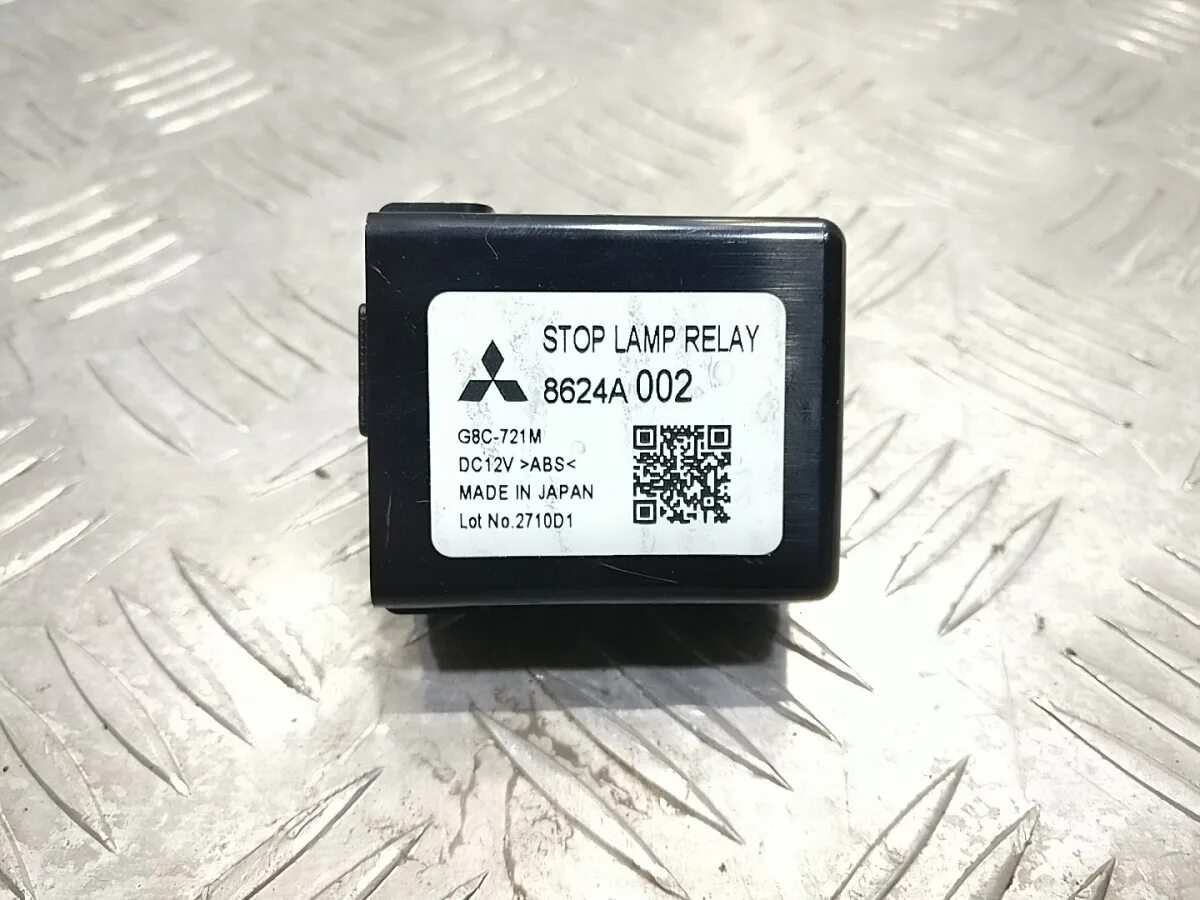 STOP LAMP RELAY
8624A 002
G8C-721M
DC12V >ABS<
MADE IN JAPAN
Lot No.2710D1